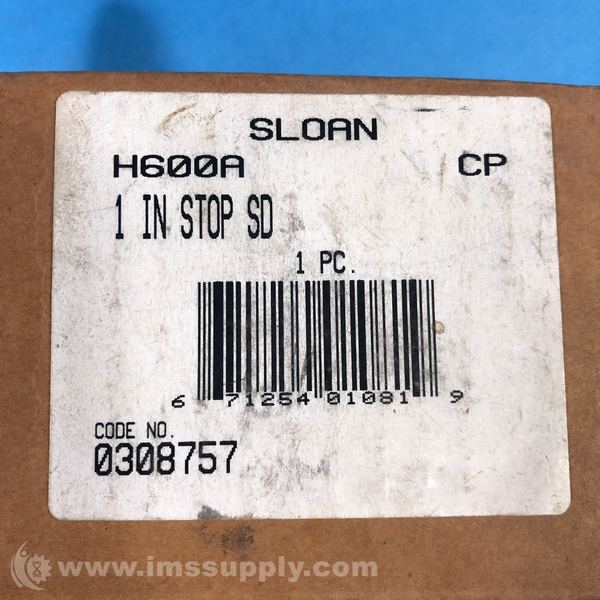 SLOAN
H600A CP
1 IN STOP SD
1 PC.
6 71254 01081 9
CODE NO.
0308757
www.imssupply.com